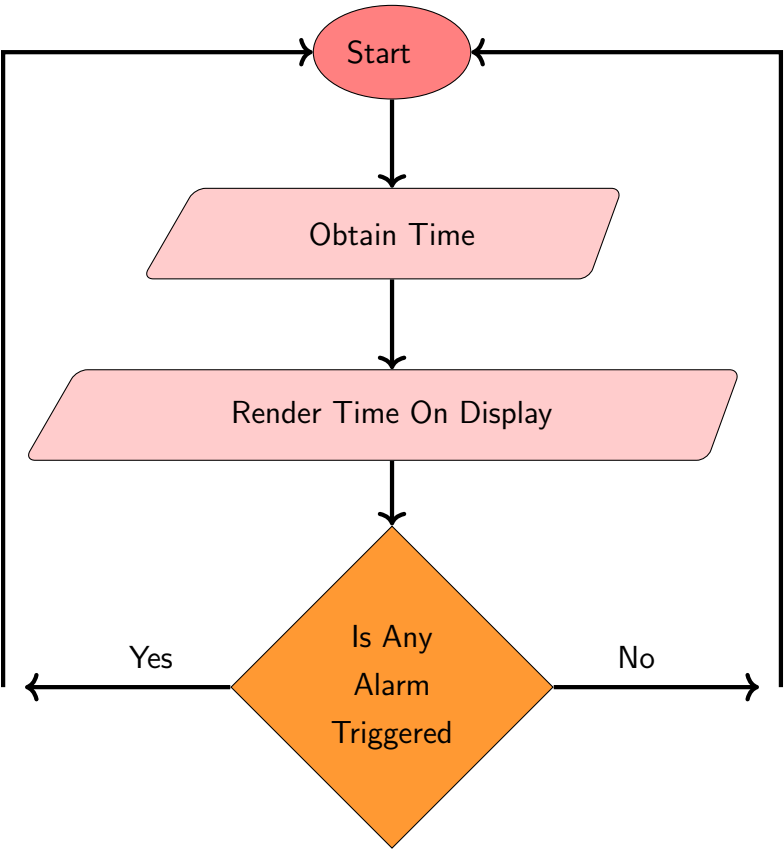 Start
Obtain Time
Render Time On Display
Is Any
Alarm
Triggered
Yes
No